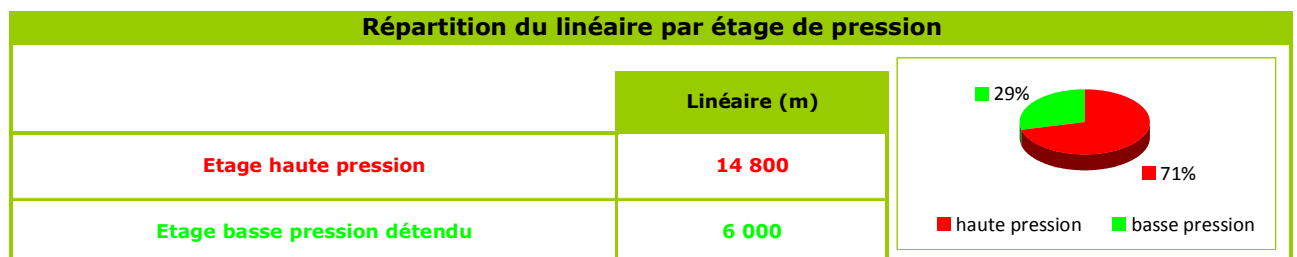 Répartition du linéaire par étage de pression
Linéaire (m)
Etage haute pression 14 800
Etage basse pression détendu 6 000
29%
71%
haute pression basse pression